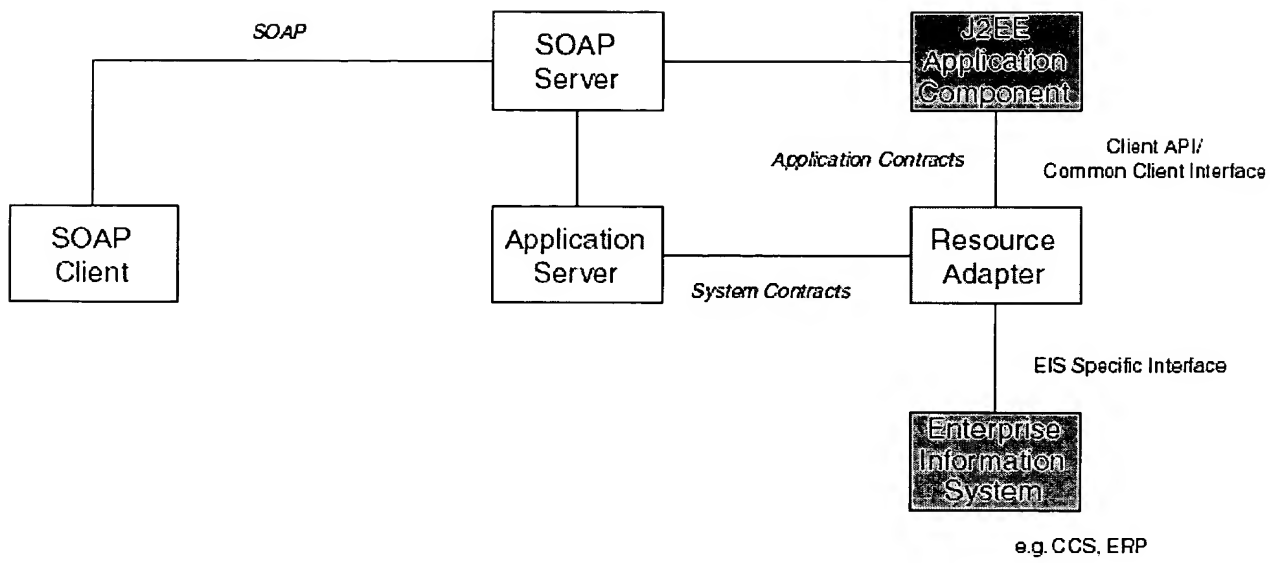 SOAP
SOAP
Server
J2EE
Application
Component
Application Contracts
Client API/
Common Client Interface
SOAP
Client
Application
Server
System Contracts
Resource
Adapter
EIS Specific Interface
Enterprise
Information
System
e.g. CCS, ERP